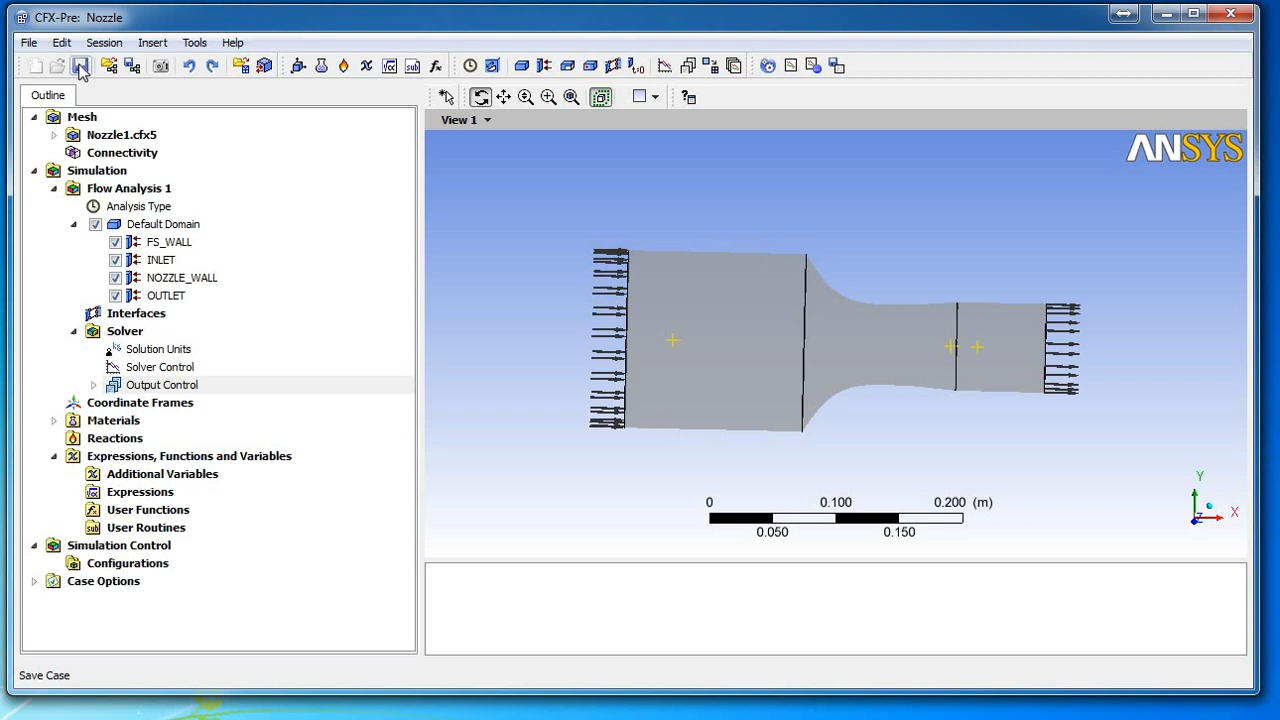 CFX-Pre: Nozzle
File Edit Session Insert Tools Help
Outline
Mesh
Nozzle1.cfx5
Connectivity
Simulation
Flow Analysis 1
Analysis Type
Default Domain
FS_WALL
INLET
NOZZLE_WALL
OUTLET
Interfaces
Solver
Solution Units
Solver Control
Output Control
Coordinate Frames
Materials
Reactions
Expressions, Functions and Variables
Additional Variables
Expressions
User Functions
User Routines
Simulation Control
Configurations
Case Options
Save Case
View 1
ANSYS
0 0.100 0.200 (m)
0.050 0.150
Y
X
Z